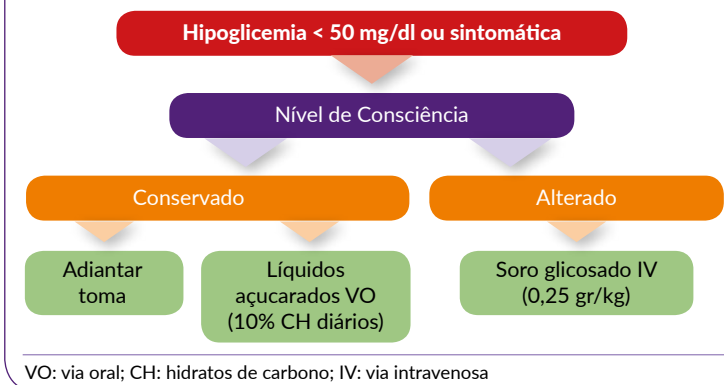 Hipoglicemia < 50 mg/dl ou sintomática
Nível de Consciência
Conservado
Alterado
Adiantar
toma
Líquidos
açucarados VO
(10% CH diários)
Soro glicosado IV
(0,25 gr/kg)
VO: via oral; CH: hidratos de carbono; IV: via intravenosa